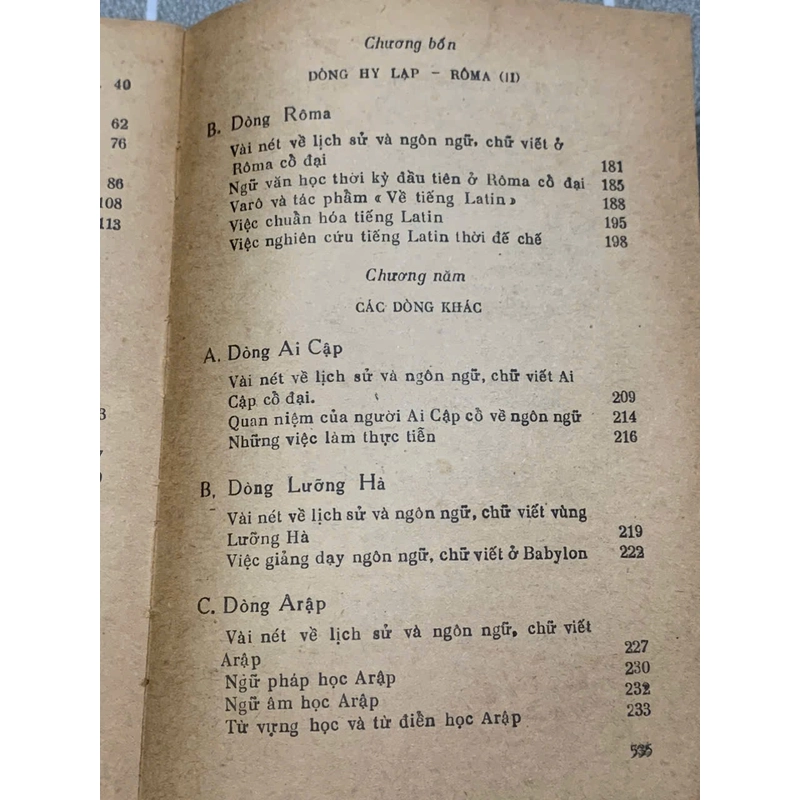 40
62
76
86
108
113
3
7
Chương bốn
DÒNG HY LẠP – RÔMA (II)
B. Dòng Rôma
Vài nét về lịch sử và ngôn ngữ, chữ viết ở
Rôma cổ đại 181
Ngữ văn học thời kỳ đầu tiên ở Rôma cổ đại 185
Varô và tác phẩm « Về tiếng Latin» 188
Việc chuẩn hóa tiếng Latin 195
Việc nghiên cứu tiếng Latin thời đế chế 198
Chương năm
CÁC DÒNG KHÁC
A. Dòng Ai Cập
Vài nét về lịch sử và ngôn ngữ, chữ viết Ai
Cập cổ đại. 209
Quan niệm của người Ai Cập cổ về ngôn ngữ 214
Những việc làm thực tiễn 216
B. Dòng Lưỡng Hà
Vài nét về lịch sử và ngôn ngữ, chữ viết vùng
Lưỡng Hà 219
Việc giảng dạy ngôn ngữ, chữ viết ở Babylon 222
C. Dòng Arập
Vài nét về lịch sử và ngôn ngữ, chữ viết
Arập 227
Ngữ pháp học Arập 230
Ngữ âm học Arập 232
Từ vựng học và từ điển học Arập 233
535